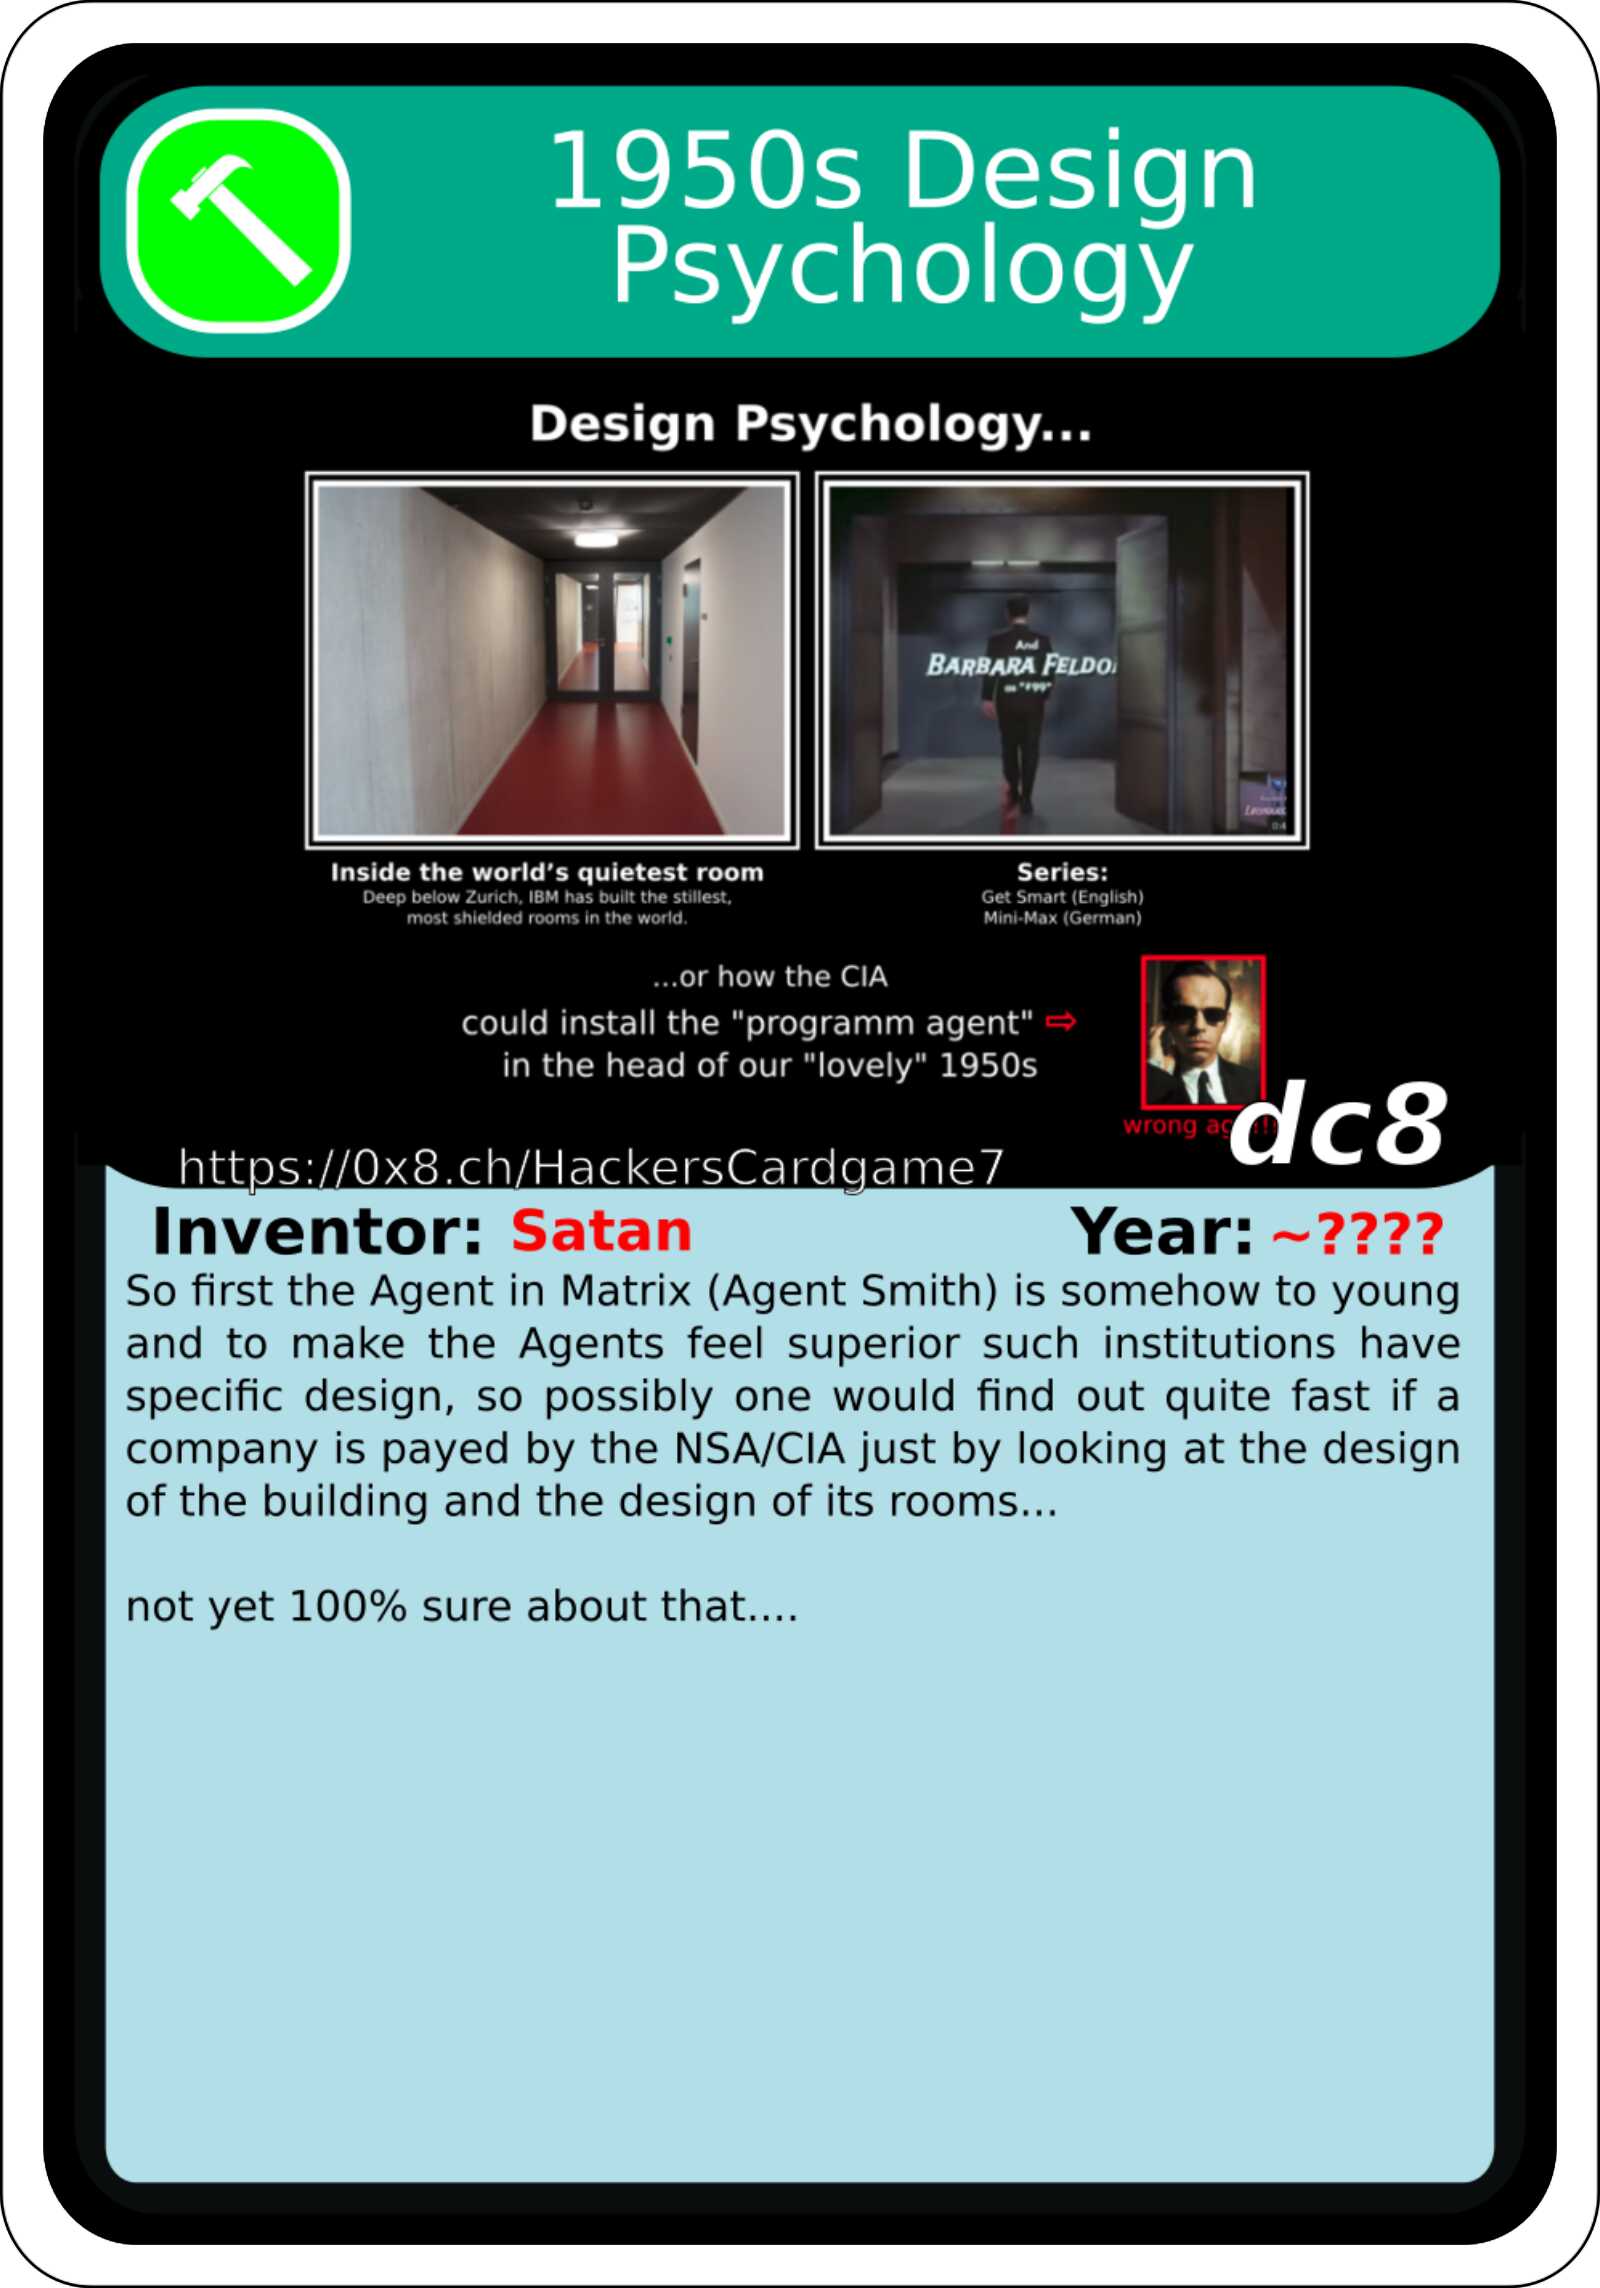 1950s Design
Psychology
Design Psychology...
And
BARBARA FELDO
as "99"
Inside the world's quietest room
Deep below Zurich, IBM has built the stillest,
most shielded rooms in the world.
Series:
Get Smart (English)
Mini-Max (German)
...or how the CIA
could install the "programm agent" ⇨
in the head of our "lovely" 1950s
wrong
dc8
https://0x8.ch/HackersCardgame7
Inventor: Satan
Year: ~????
So first the Agent in Matrix (Agent Smith) is somehow to young
and to make the Agents feel superior such institutions have
specific design, so possibly one would find out quite fast if a
company is payed by the NSA/CIA just by looking at the design
of the building and the design of its rooms...
not yet 100% sure about that....